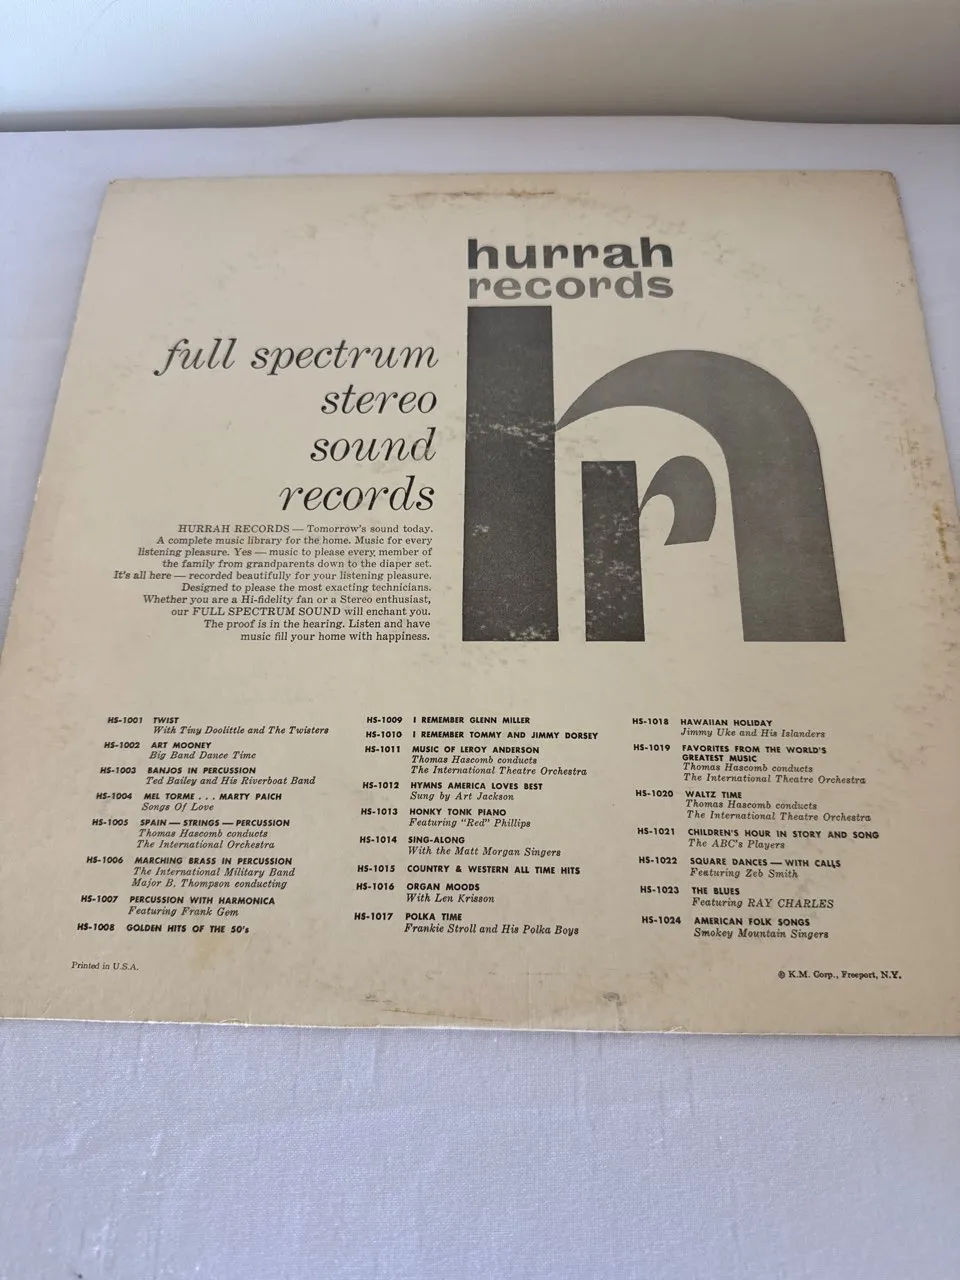 hurrah
records
full spectrum
stereo
sound
records
HURRAH RECORDS — Tomorrow's sound today.
A complete music library for the home. Music for every
listening pleasure. Yes — music to please every member of
the family from grandparents down to the diaper set.
It's all here — recorded beautifully for your listening pleasure.
Designed to please the most exacting technicians.
Whether you are a Hi-fidelity fan or a Stereo enthusiast,
our FULL SPECTRUM SOUND will enchant you.
The proof is in the hearing. Listen and have
music fill your home with happiness.
hr
HS-1001 TWIST
With Tiny Doolittle and The Twisters
HS-1002 ART MOONEY
Big Band Dance Time
HS-1003 BANJOS IN PERCUSSION
Ted Bailey and His Riverboat Band
HS-1004 MEL TORME . . . MARTY PAICH
Songs Of Love
HS-1005 SPAIN — STRINGS — PERCUSSION
Thomas Hascomb conducts
The International Orchestra
HS-1006 MARCHING BRASS IN PERCUSSION
The International Military Band
Major B. Thompson conducting
HS-1007 PERCUSSION WITH HARMONICA
Featuring Frank Gem
HS-1008 GOLDEN HITS OF THE 50's
HS-1009 I REMEMBER GLENN MILLER
HS-1010 I REMEMBER TOMMY AND JIMMY DORSEY
HS-1011 MUSIC OF LEROY ANDERSON
Thomas Hascomb conducts
The International Theatre Orchestra
HS-1012 HYMNS AMERICA LOVES BEST
Sung by Art Jackson
HS-1013 HONKY TONK PIANO
Featuring "Red" Phillips
HS-1014 SING-ALONG
With the Matt Morgan Singers
HS-1015 COUNTRY & WESTERN ALL TIME HITS
HS-1016 ORGAN MOODS
With Len Krisson
HS-1017 POLKA TIME
Frankie Stroll and His Polka Boys
HS-1018 HAWAIIAN HOLIDAY
Jimmy Uke and His Islanders
HS-1019 FAVORITES FROM THE WORLD'S
GREATEST MUSIC
Thomas Hascomb conducts
The International Theatre Orchestra
HS-1020 WALTZ TIME
Thomas Hascomb conducts
The International Theatre Orchestra
HS-1021 CHILDREN'S HOUR IN STORY AND SONG
The ABC's Players
HS-1022 SQUARE DANCES — WITH CALLS
Featuring Zeb Smith
HS-1023 THE BLUES
Featuring RAY CHARLES
HS-1024 AMERICAN FOLK SONGS
Smokey Mountain Singers
Printed in U.S.A.
© K.M. Corp., Freeport, N.Y.